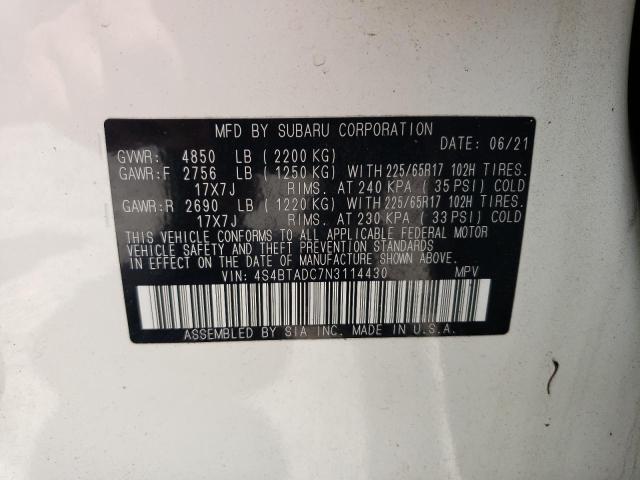 MFD BY SUBARU CORPORATION
DATE: 06/21
GVWR: 4850 LB (2200 KG)
GAWR:F 2756 LB (1250 KG) WITH 225/65R17 102H TIRES.
17X7J RIMS. AT 240 KPA (35 PSI) COLD
GAWR:R 2690 LB (1220 KG) WITH 225/65R17 102H TIRES.
17X7J RIMS. AT 230 KPA (33 PSI) COLD
THIS VEHICLE CONFORMS TO ALL APPLICABLE FEDERAL MOTOR
VEHICLE SAFETY AND THEFT PREVENTION STANDARDS
IN EFFECT ON THE DATE OF MANUFACTURE SHOWN ABOVE.
VIN: 4S4BTADC7N3114430 MPV
ASSEMBLED BY SIA INC. MADE IN U.S.A.